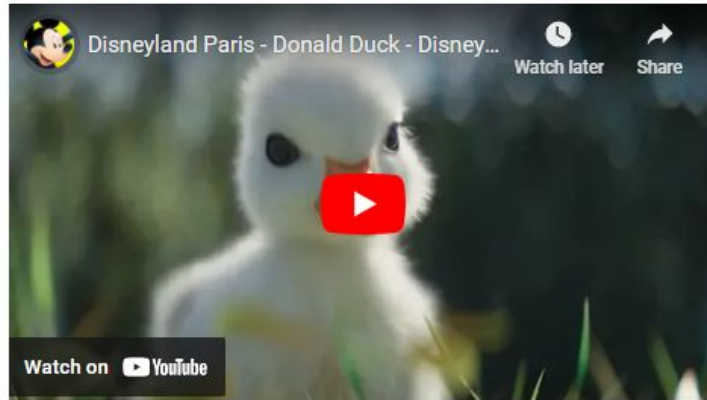 Disneyland Paris - Donald Duck - Disney...
Watch later
Share
Watch on YouTube